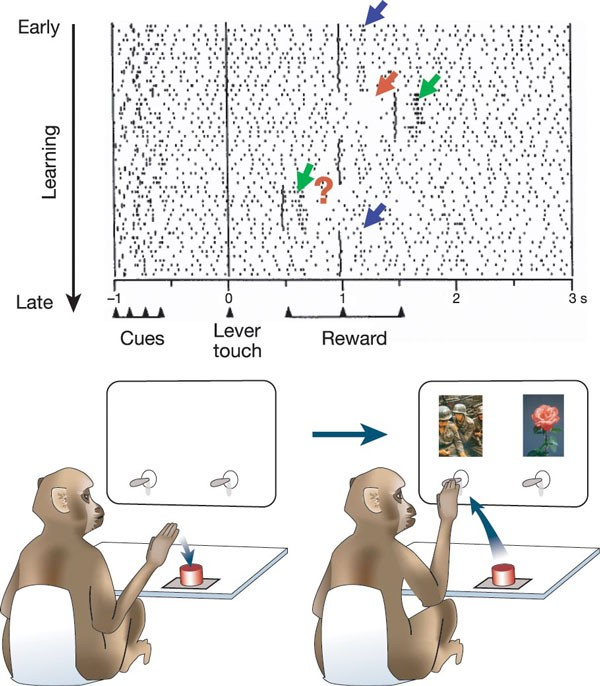 Early
Learning
?
Late
-1 0 1 2 3 s
Cues
Lever
touch
Reward